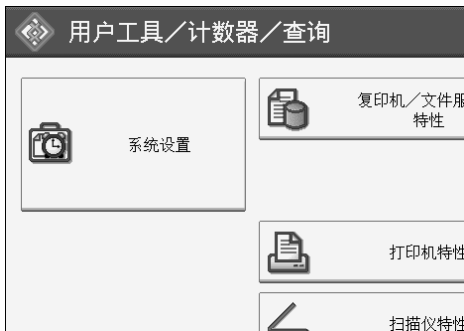 用户工具／计数器／查询
系统设置
复印机／文件服
特性
打印机特性
扫描仪特性